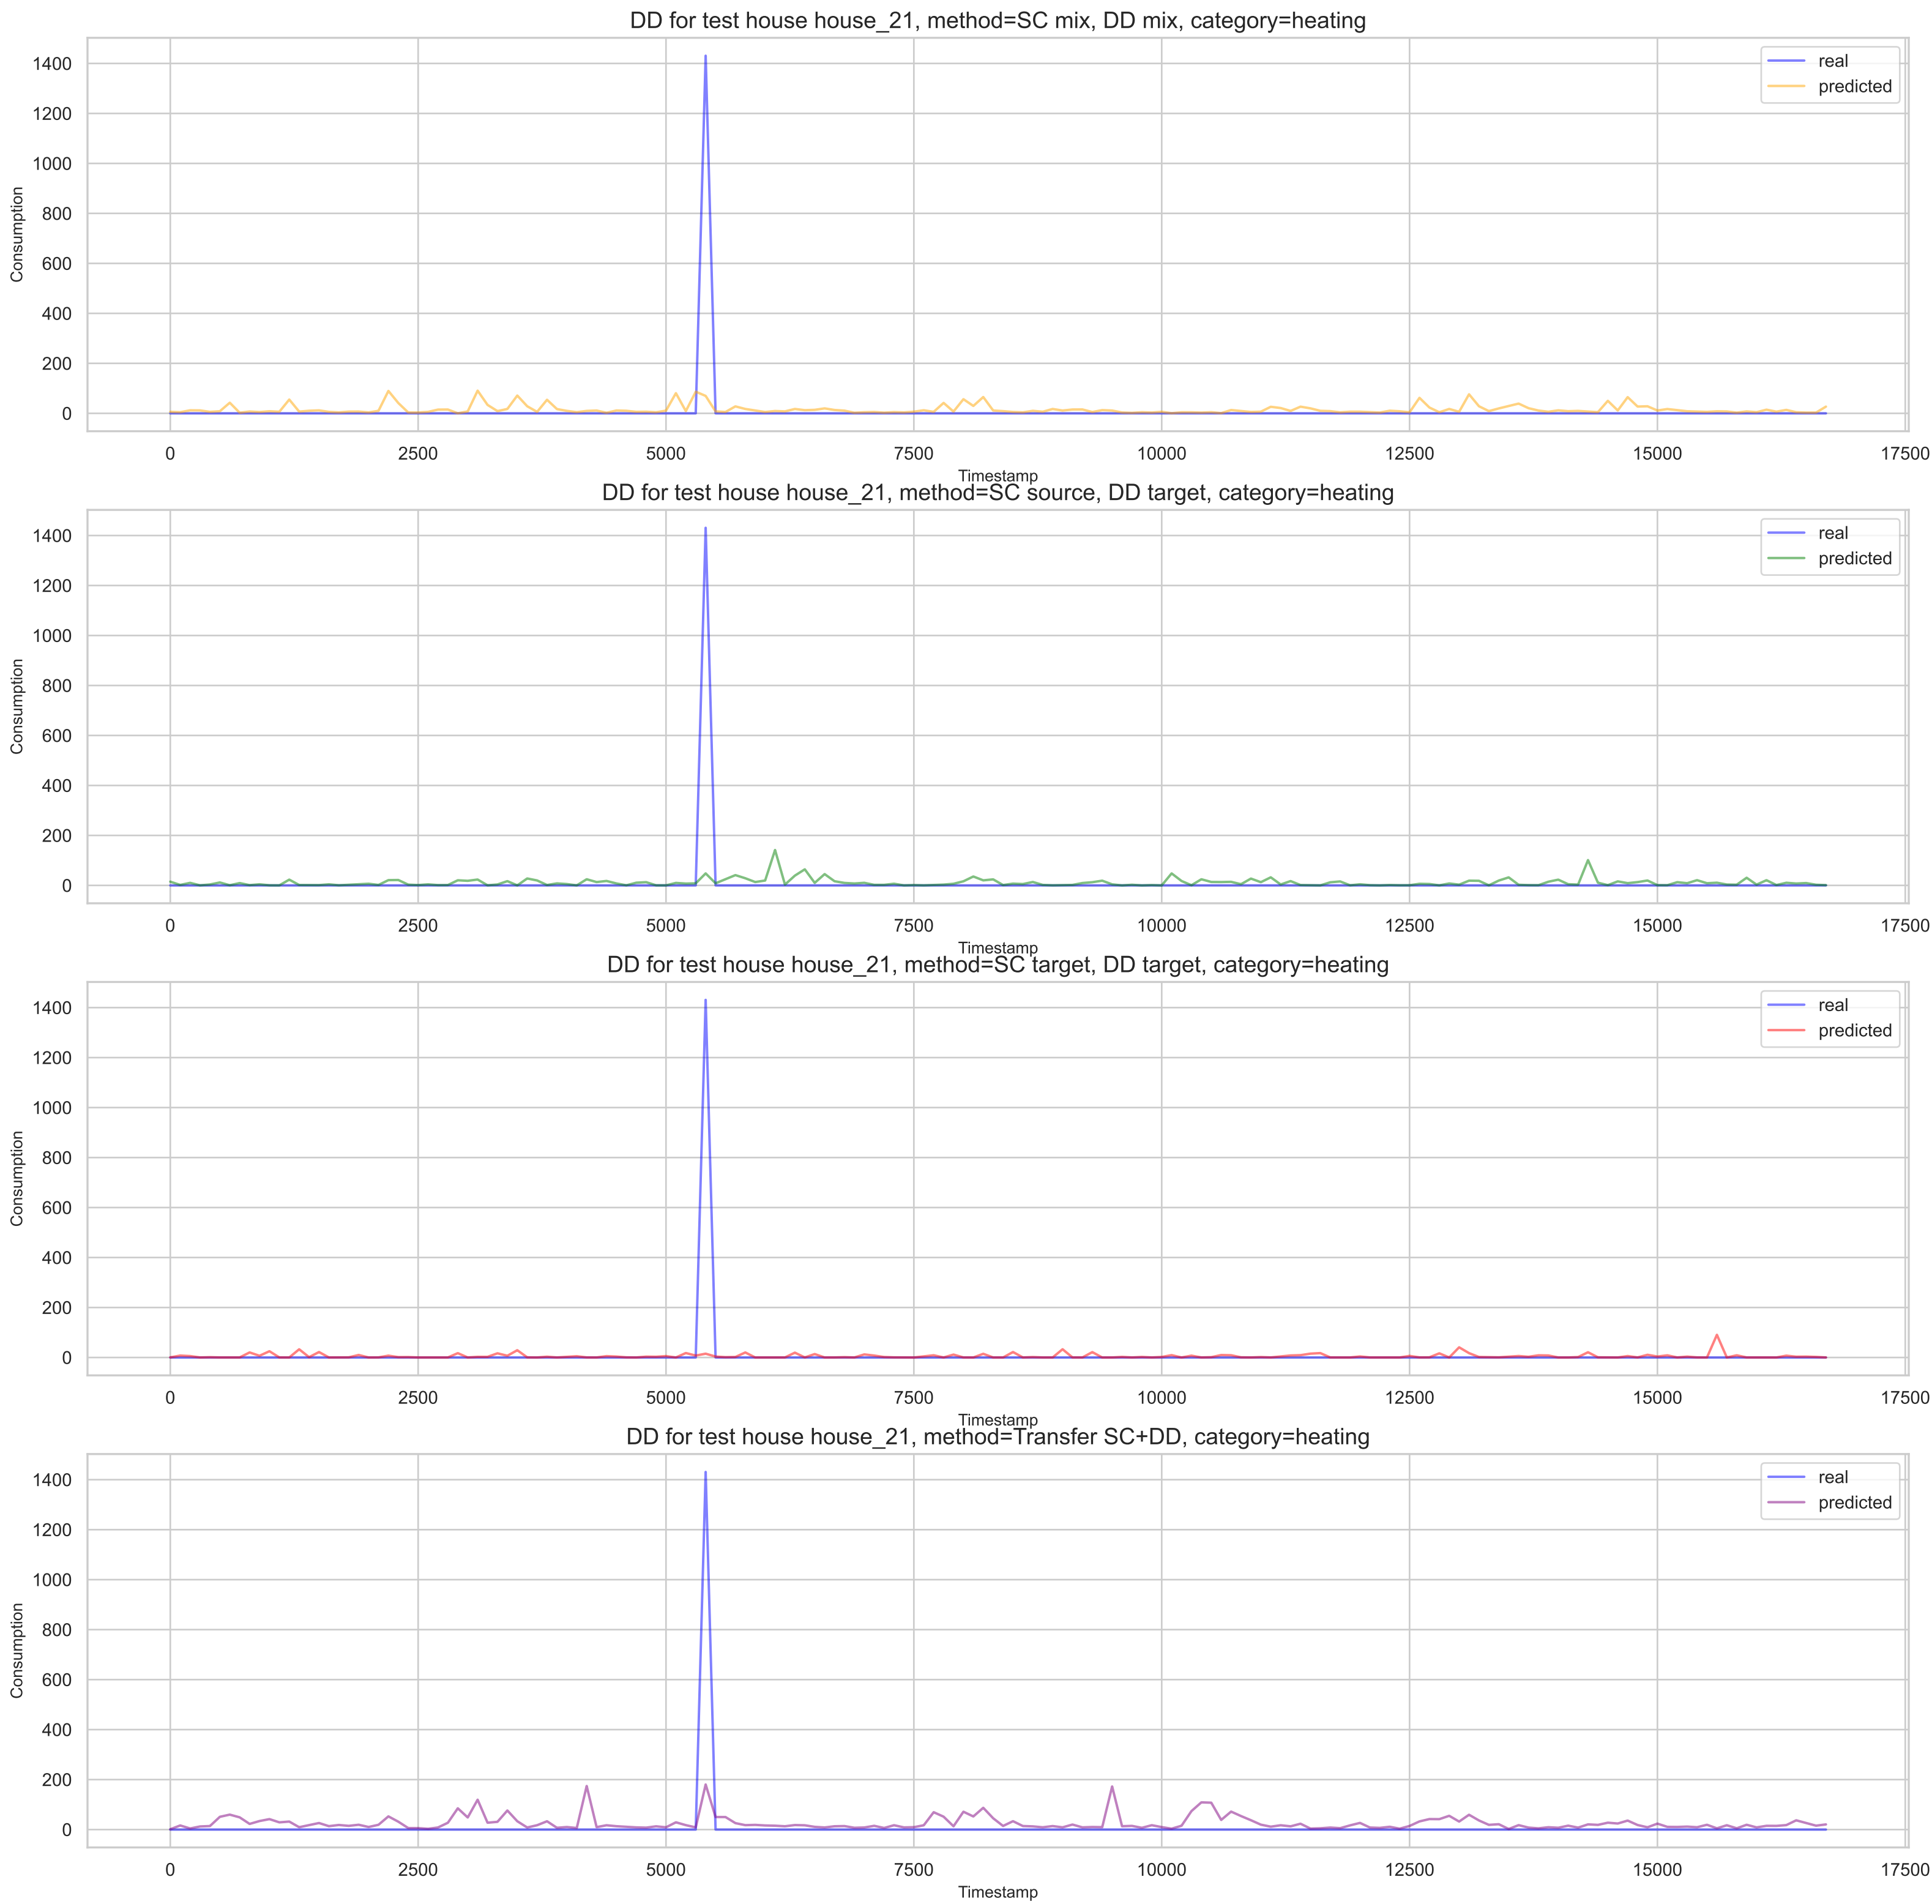 DD for test house house_21, method=SC mix, DD mix, category=heating
real
predicted
Consumption
1400
1200
1000
800
600
400
200
0
0 2500 5000 7500 10000 12500 15000 17500
Timestamp
DD for test house house_21, method=SC source, DD target, category=heating
real
predicted
Consumption
1400
1200
1000
800
600
400
200
0
0 2500 5000 7500 10000 12500 15000 17500
Timestamp
DD for test house house_21, method=SC target, DD target, category=heating
real
predicted
Consumption
1400
1200
1000
800
600
400
200
0
0 2500 5000 7500 10000 12500 15000 17500
Timestamp
DD for test house house_21, method=Transfer SC+DD, category=heating
real
predicted
Consumption
1400
1200
1000
800
600
400
200
0
0 2500 5000 7500 10000 12500 15000 17500
Timestamp